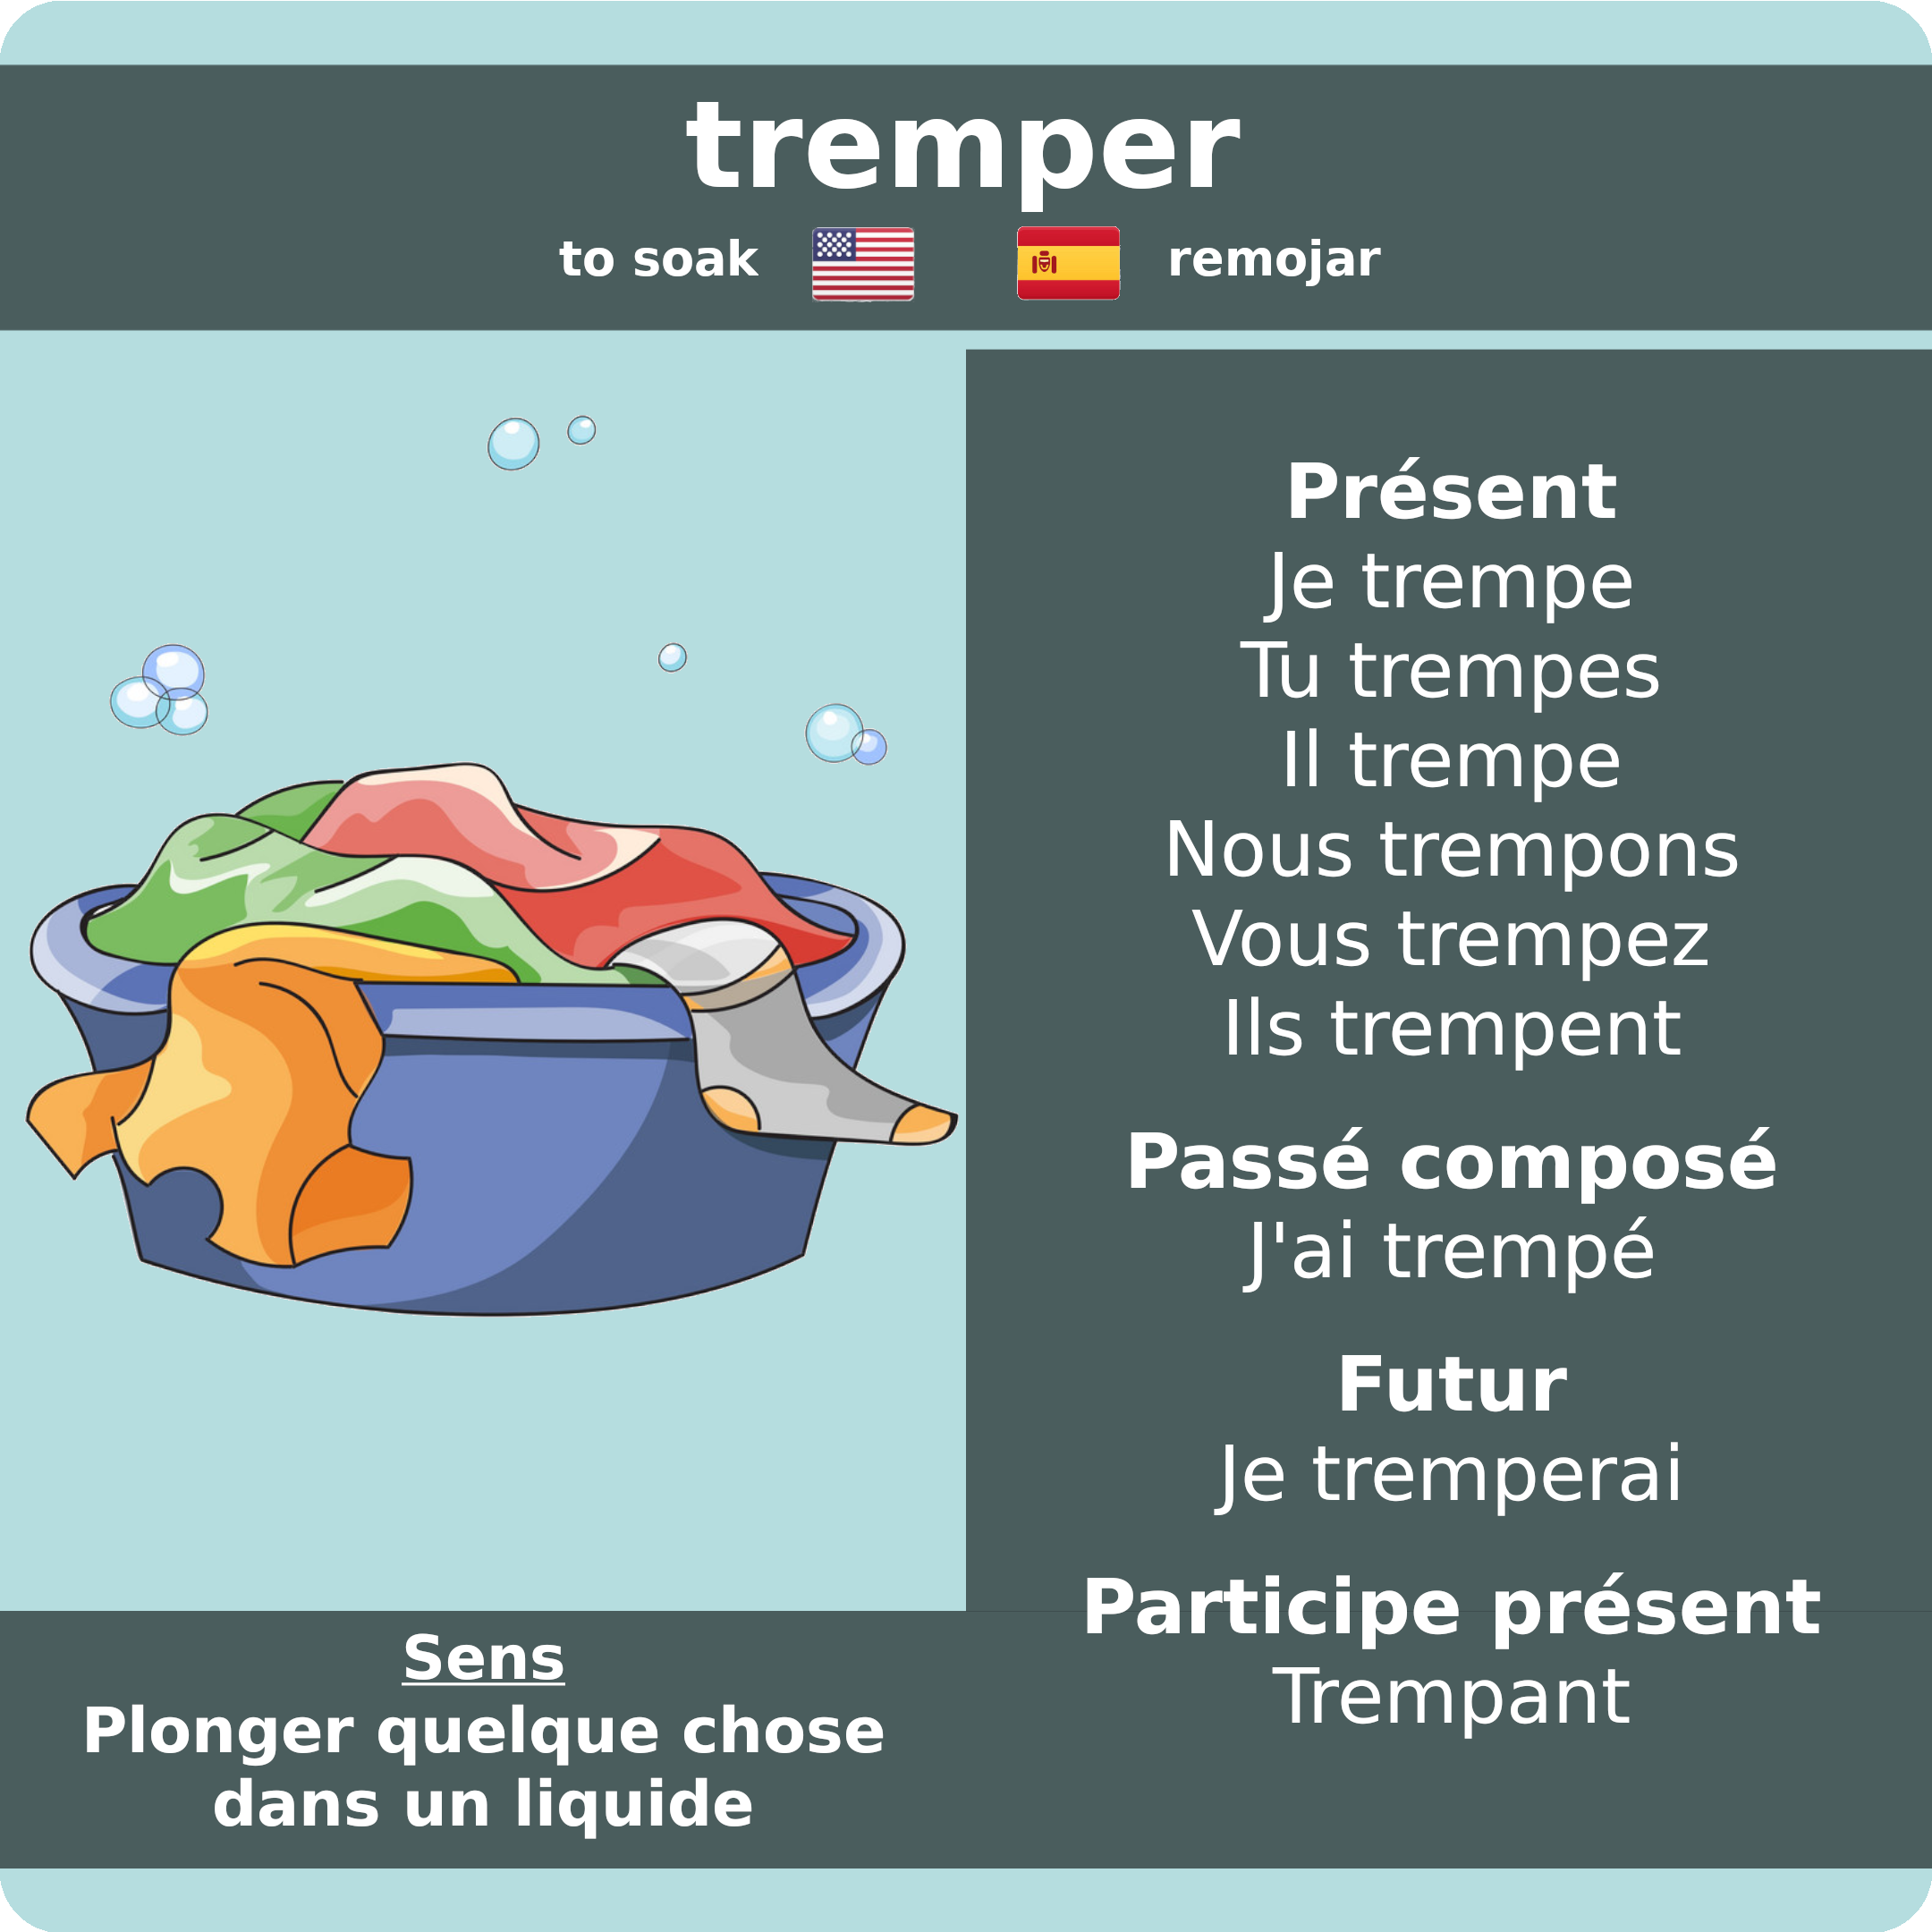 tremper
to soak
remojar
Présent
Je trempe
Tu trempes
Il trempe
Nous trempons
Vous trempez
Ils trempent
Passé composé
J'ai trempé
Futur
Je tremperai
Participe présent
Trempant
Sens
Plonger quelque chose
dans un liquide